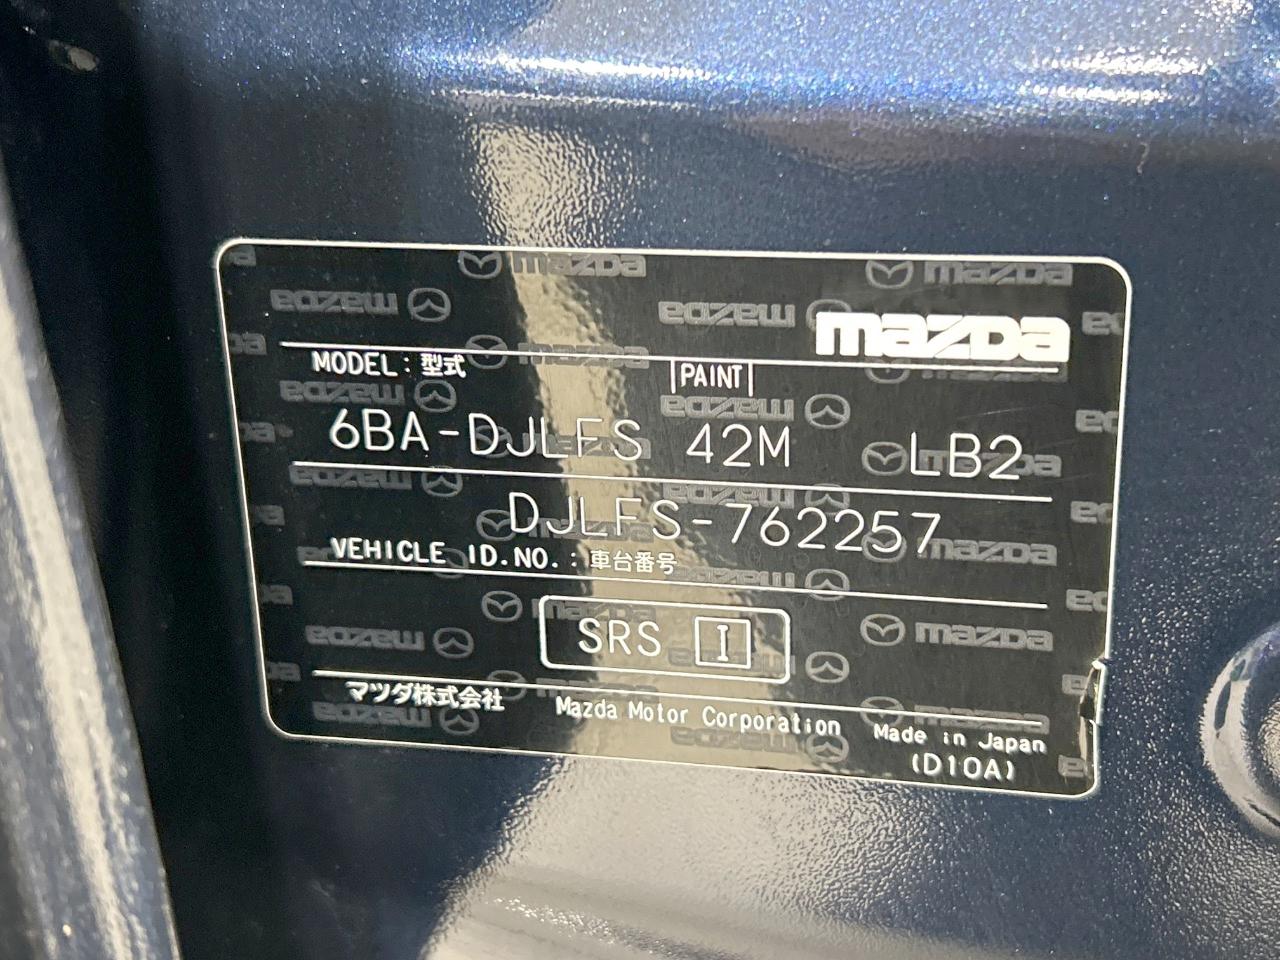 mazda
MODEL: 型式 PAINT
6BA-DJLFS 42M LB2
DJLFS-762257
VEHICLE ID.NO.: 車台番号
SRS I
マツダ株式会社 Mazda Motor Corporation Made in Japan
(D10A)